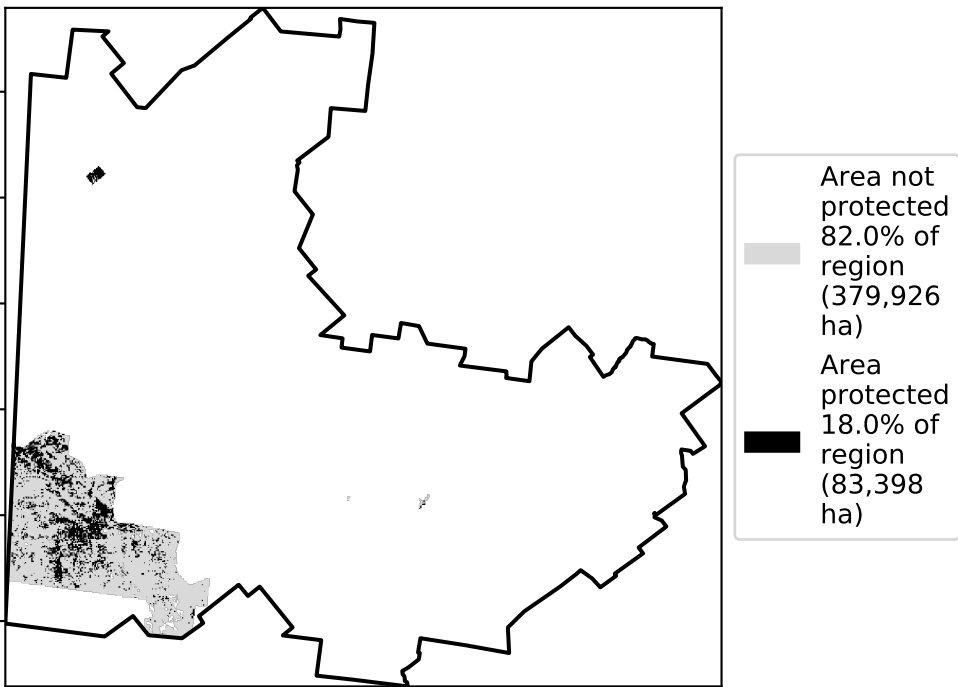 Area not
protected
82.0% of
region
(379,926
ha)
Area
protected
18.0% of
region
(83,398
ha)